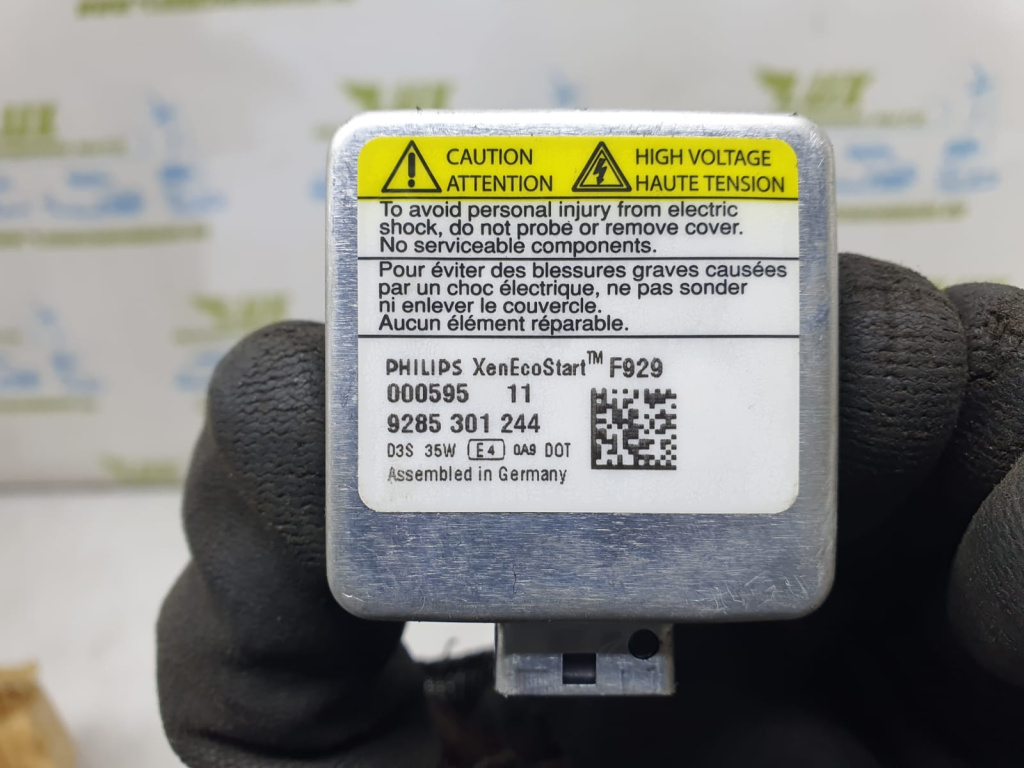 CAUTION
ATTENTION
HIGH VOLTAGE
HAUTE TENSION
To avoid personal injury from electric
shock, do not probe or remove cover.
No serviceable components.
Pour éviter des blessures graves causées
par un choc électrique, ne pas sonder
ni enlever le couvercle.
Aucun élément réparable.
PHILIPS XenEcoStart™ F929
000595 11
9285 301 244
D3S 35W E4 0A9 DOT
Assembled in Germany